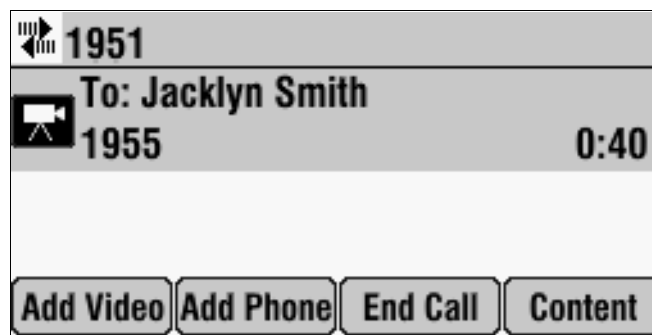 1951
To: Jacklyn Smith
1955 0:40
Add Video Add Phone End Call Content